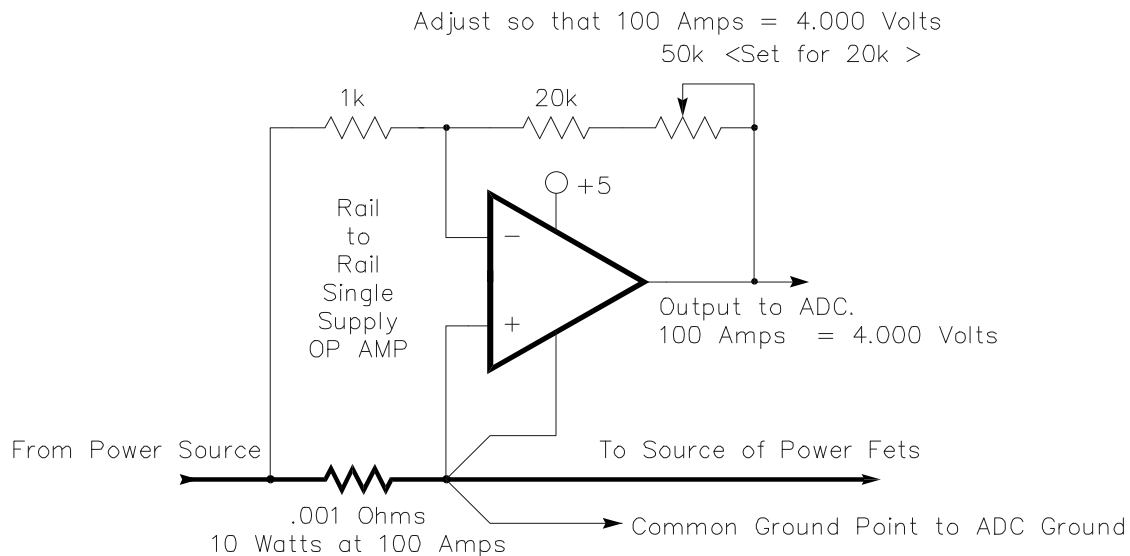 Adjust so that 100 Amps = 4.000 Volts
50k <Set for 20k >
1k
20k
+5
Rail
to
Rail
Single
Supply
OP AMP
−
+
Output to ADC.
100 Amps = 4.000 Volts
From Power Source
To Source of Power Fets
.001 Ohms
10 Watts at 100 Amps
Common Ground Point to ADC Ground